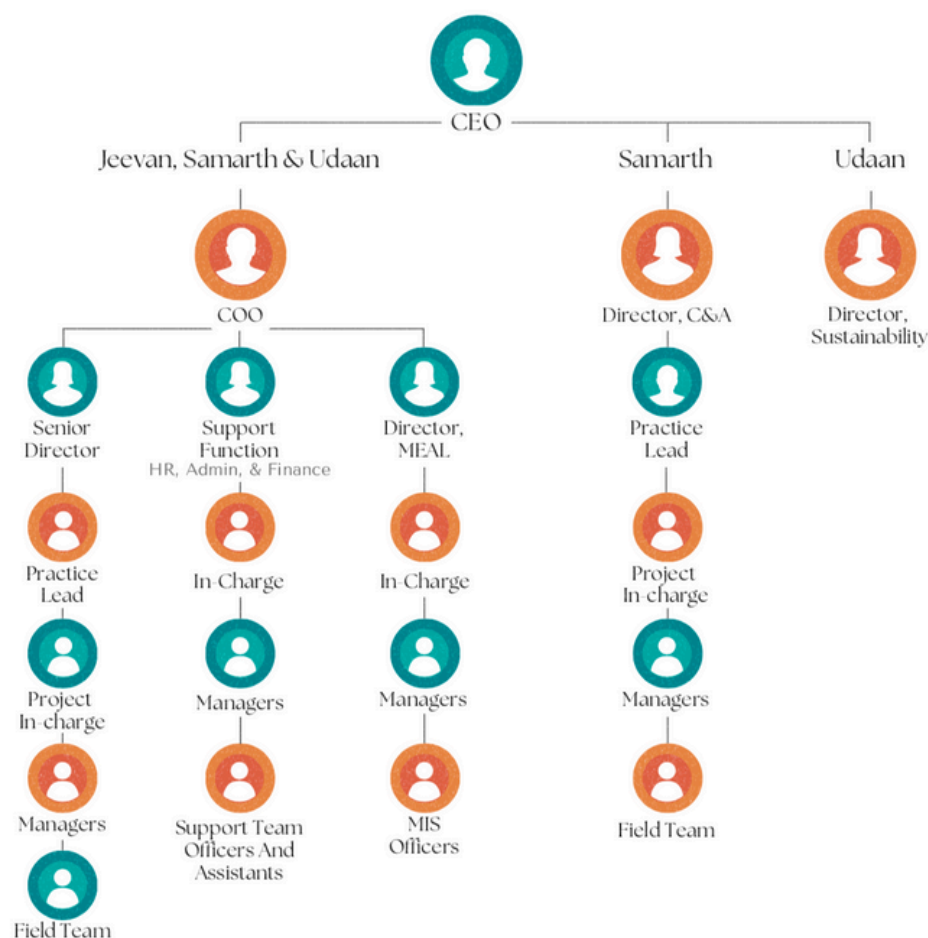 CEO
Jeevan, Samarth & Udaan
Samarth
Udaan
COO
Director, C&A
Director,
Sustainability
Senior
Director
Support
Function
HR, Admin, & Finance
Director,
MEAL
Practice
Lead
Practice
Lead
In-Charge
In-Charge
Project
In-charge
Project
In-charge
Managers
Managers
Managers
Managers
Support Team
Officers And
Assistants
MIS
Officers
Field Team
Field Team